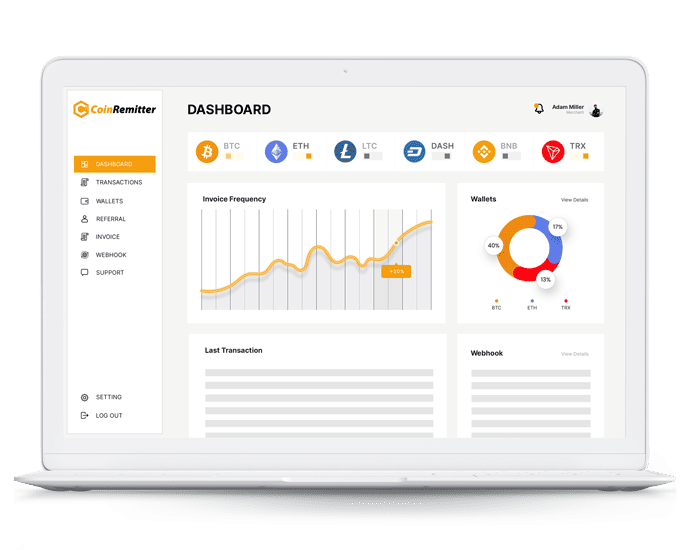 CoinRemitter
DASHBOARD
TRANSACTIONS
WALLETS
REFERRAL
INVOICE
WEBHOOK
SUPPORT
SETTING
LOG OUT
DASHBOARD
Adam Miller
Merchant
BTC
ETH
LTC
DASH
BNB
TRX
Invoice Frequency
+20%
Wallets
View Details
17%
40%
13%
BTC
ETH
TRX
Last Transaction
Webhook
View Details